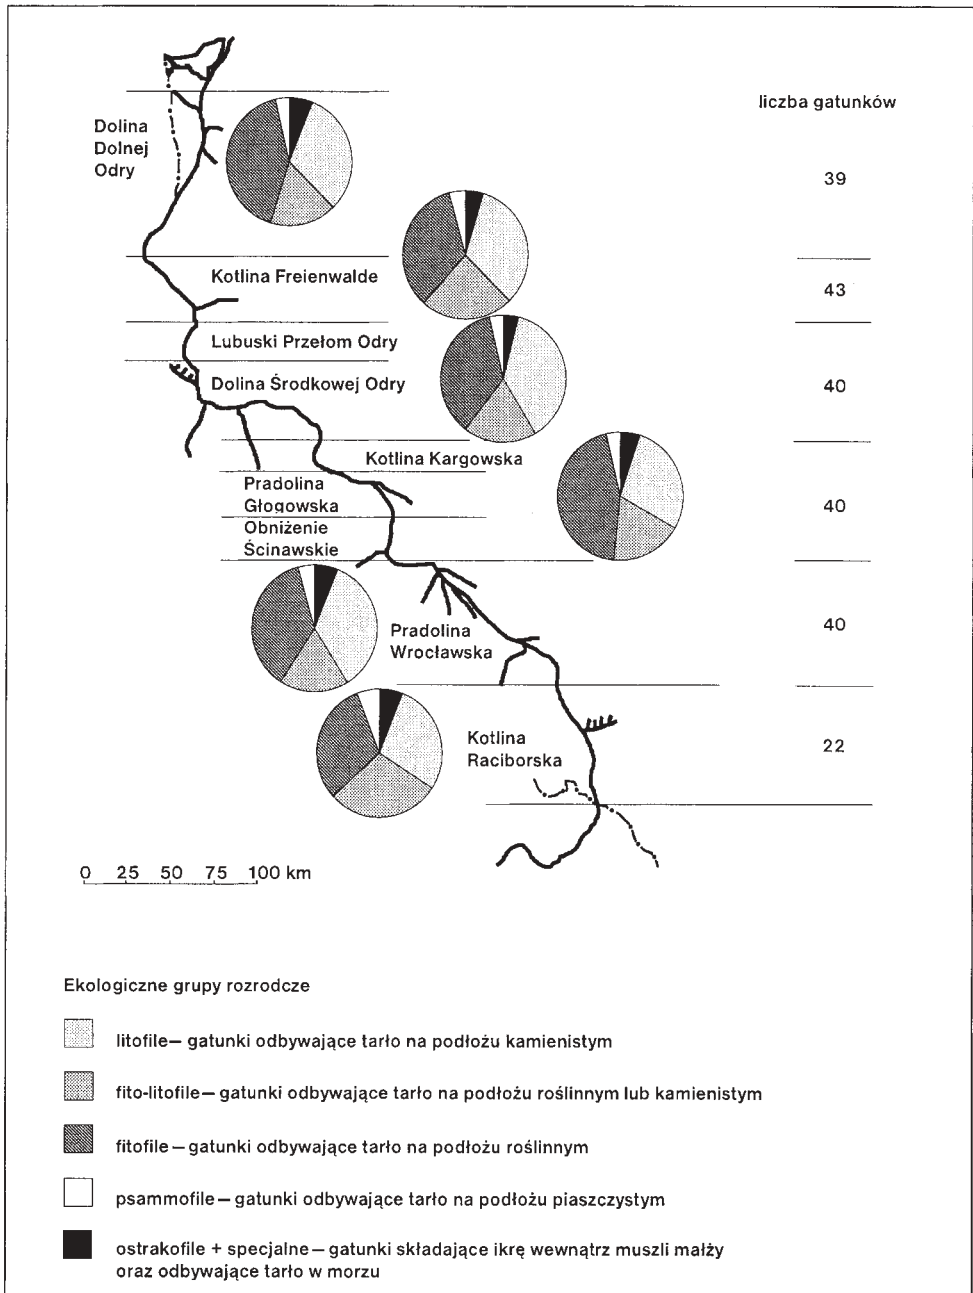 liczba gatunków
Dolina
Dolnej
Odry
39
Kotlina Freienwalde
43
Lubuski Przełom Odry
Dolina Środkowej Odry
40
Kotlina Kargowska
Pradolina
Głogowska
40
Obniżenie
Ścinawskie
Pradolina
Wrocławska
40
Kotlina
Raciborska
22
0 25 50 75 100 km
Ekologiczne grupy rozrodcze
litofile – gatunki odbywające tarło na podłożu kamienistym
fito-litofile – gatunki odbywające tarło na podłożu roślinnym lub kamienistym
fitofile – gatunki odbywające tarło na podłożu roślinnym
psammofile – gatunki odbywające tarło na podłożu piaszczystym
ostrakofile + specjalne – gatunki składające ikrę wewnątrz muszli małży
oraz odbywające tarło w morzu